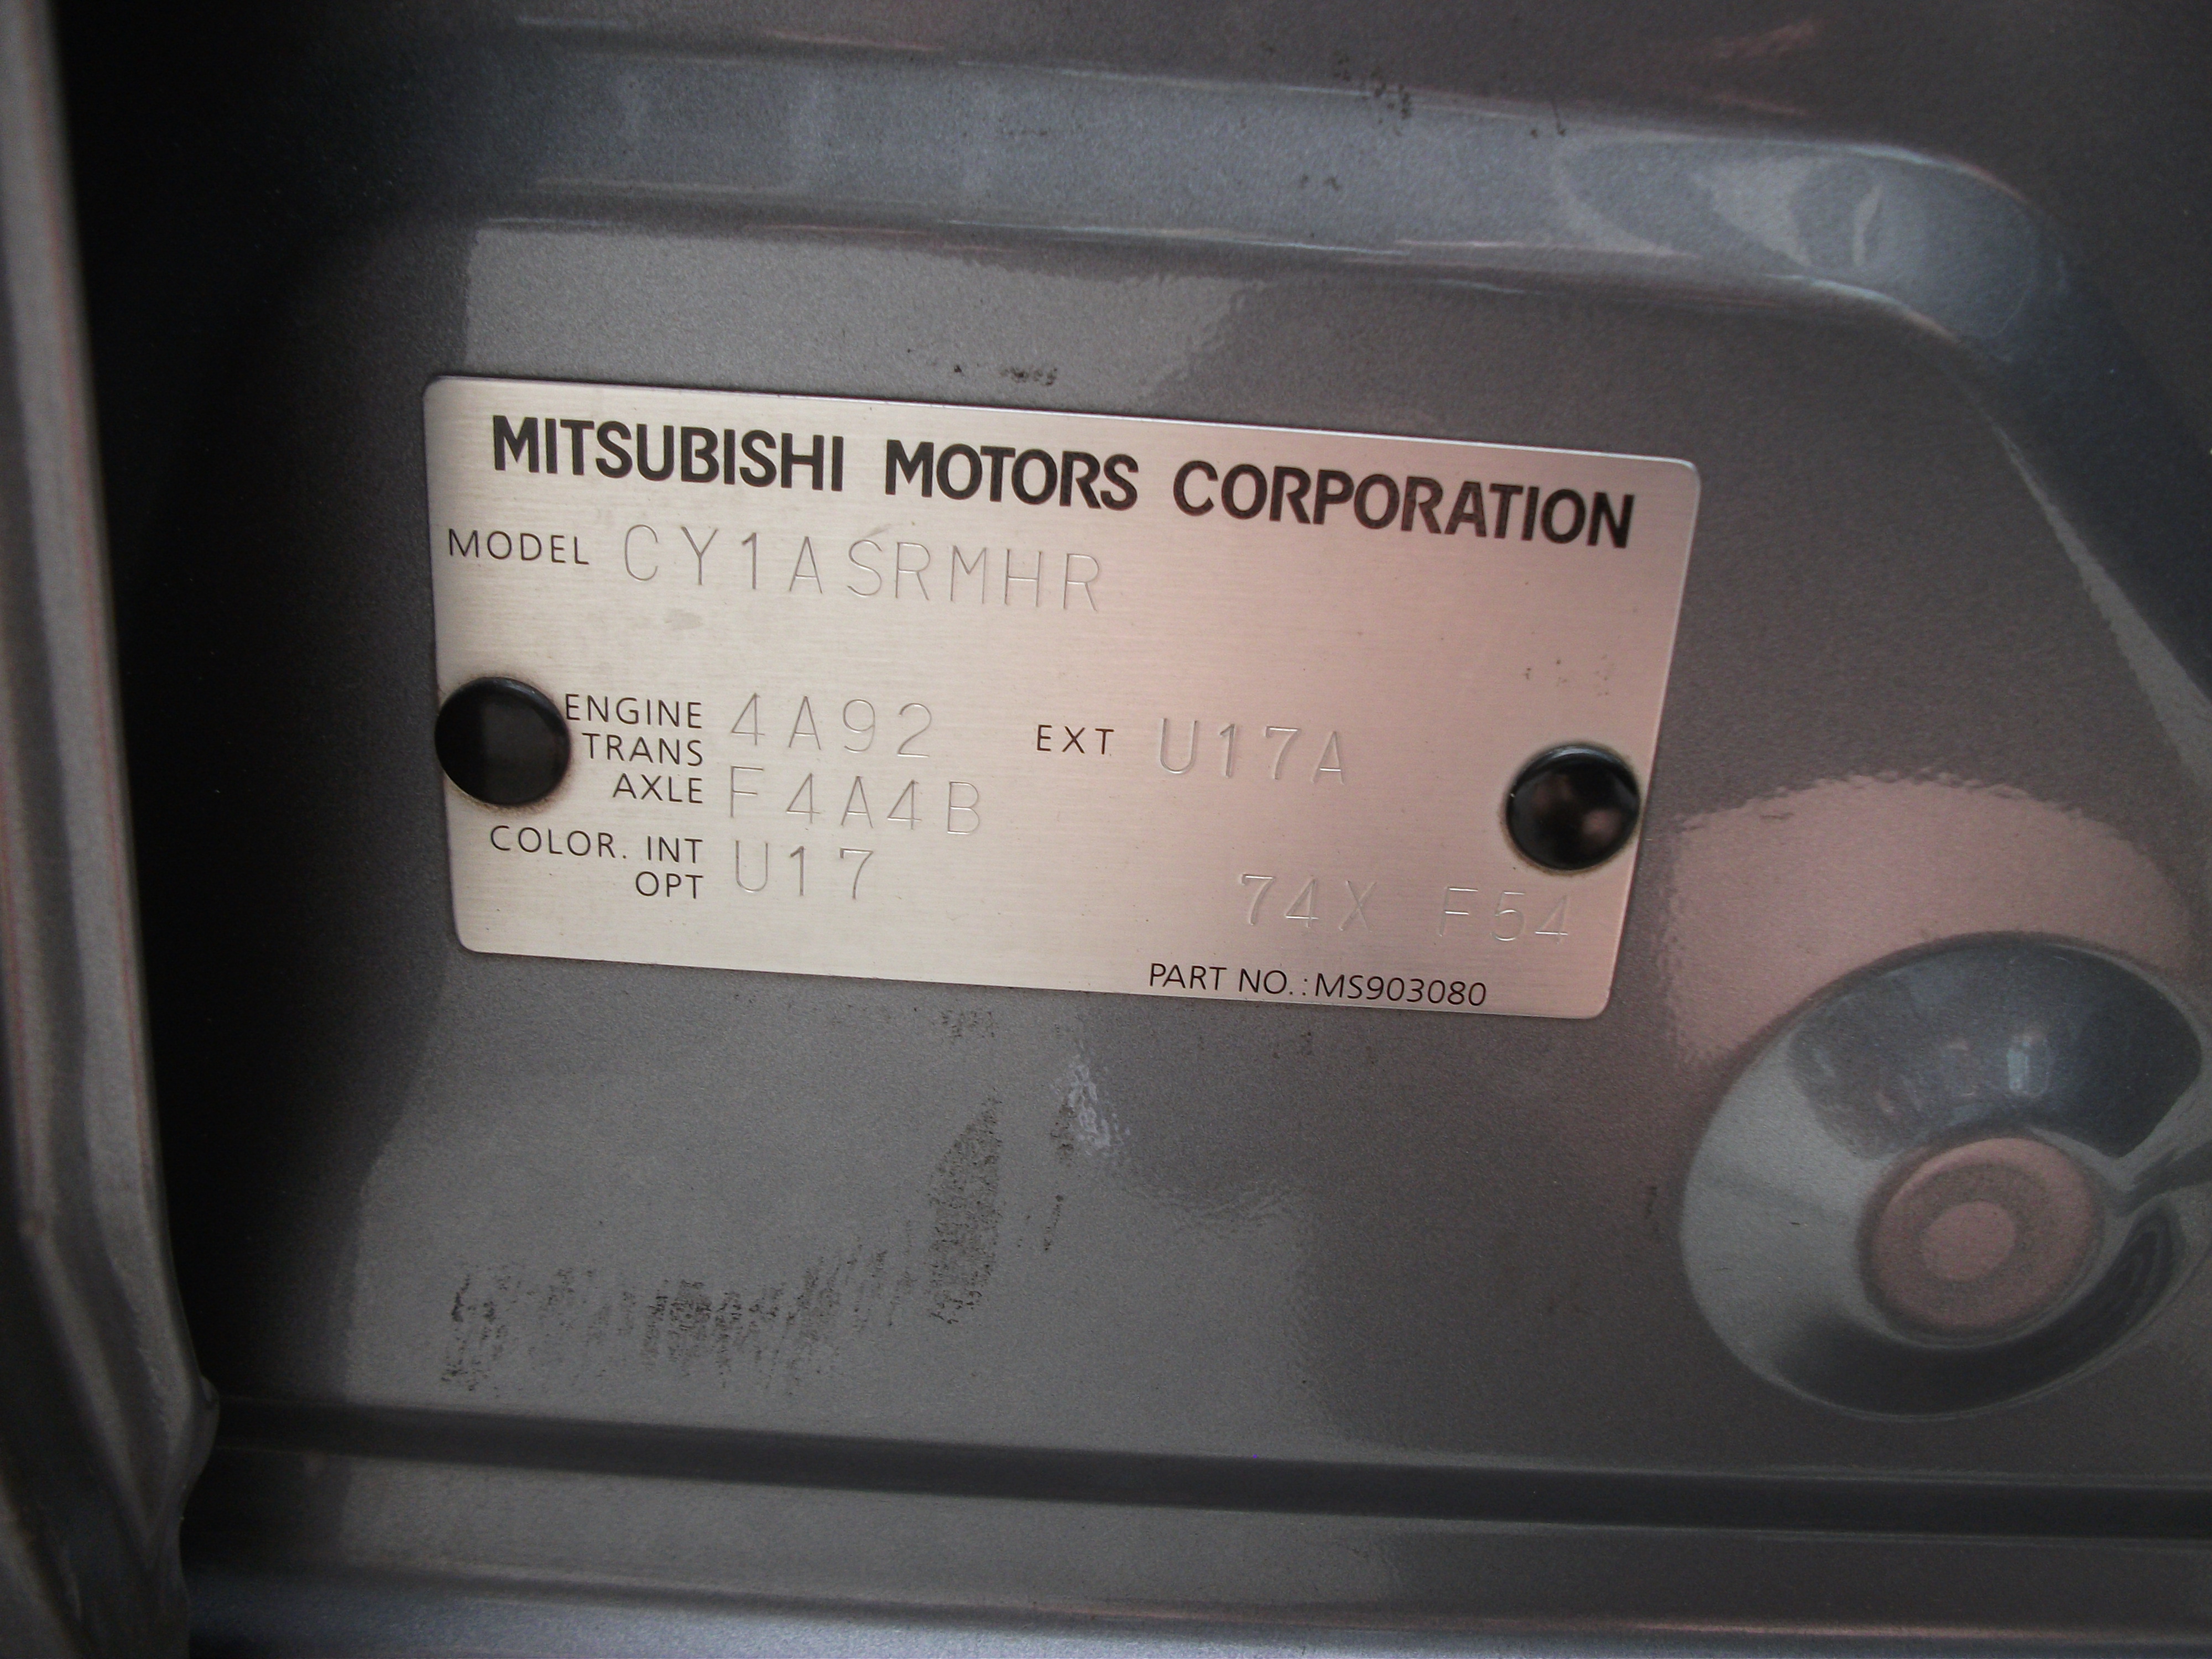 MITSUBISHI MOTORS CORPORATION
MODEL CY1ASRMHR
ENGINE 4A92 EXT U17A
TRANS
AXLE F4A4B
COLOR. INT U17
OPT 74X F54
PART NO.: MS903080